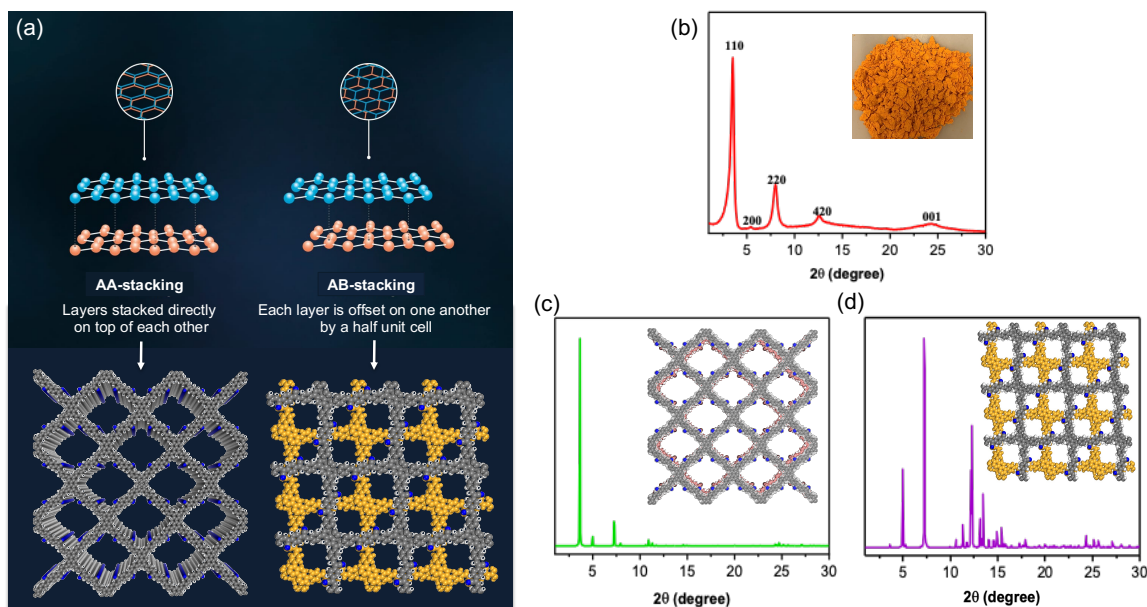 (a)
AA-stacking
Layers stacked directly
on top of each other
AB-stacking
Each layer is offset on one another
by a half unit cell
(b)
110
200
220
420
001
5 10 15 20 25 30
2θ (degree)
(c)
5 10 15 20 25 30
2θ (degree)
(d)
5 10 15 20 25 30
2θ (degree)